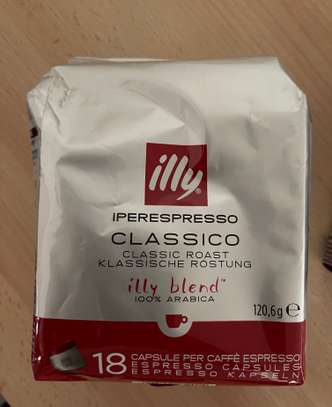 illy
IPERESPRESSO
CLASSICO
CLASSIC ROAST
KLASSISCHE RÖSTUNG
illy blend™
100% ARABICA
120,6g ℮
18 CAPSULE PER CAFFÈ ESPRESSO
ESPRESSO CAPSULES
ESPRESSO KAPSELN